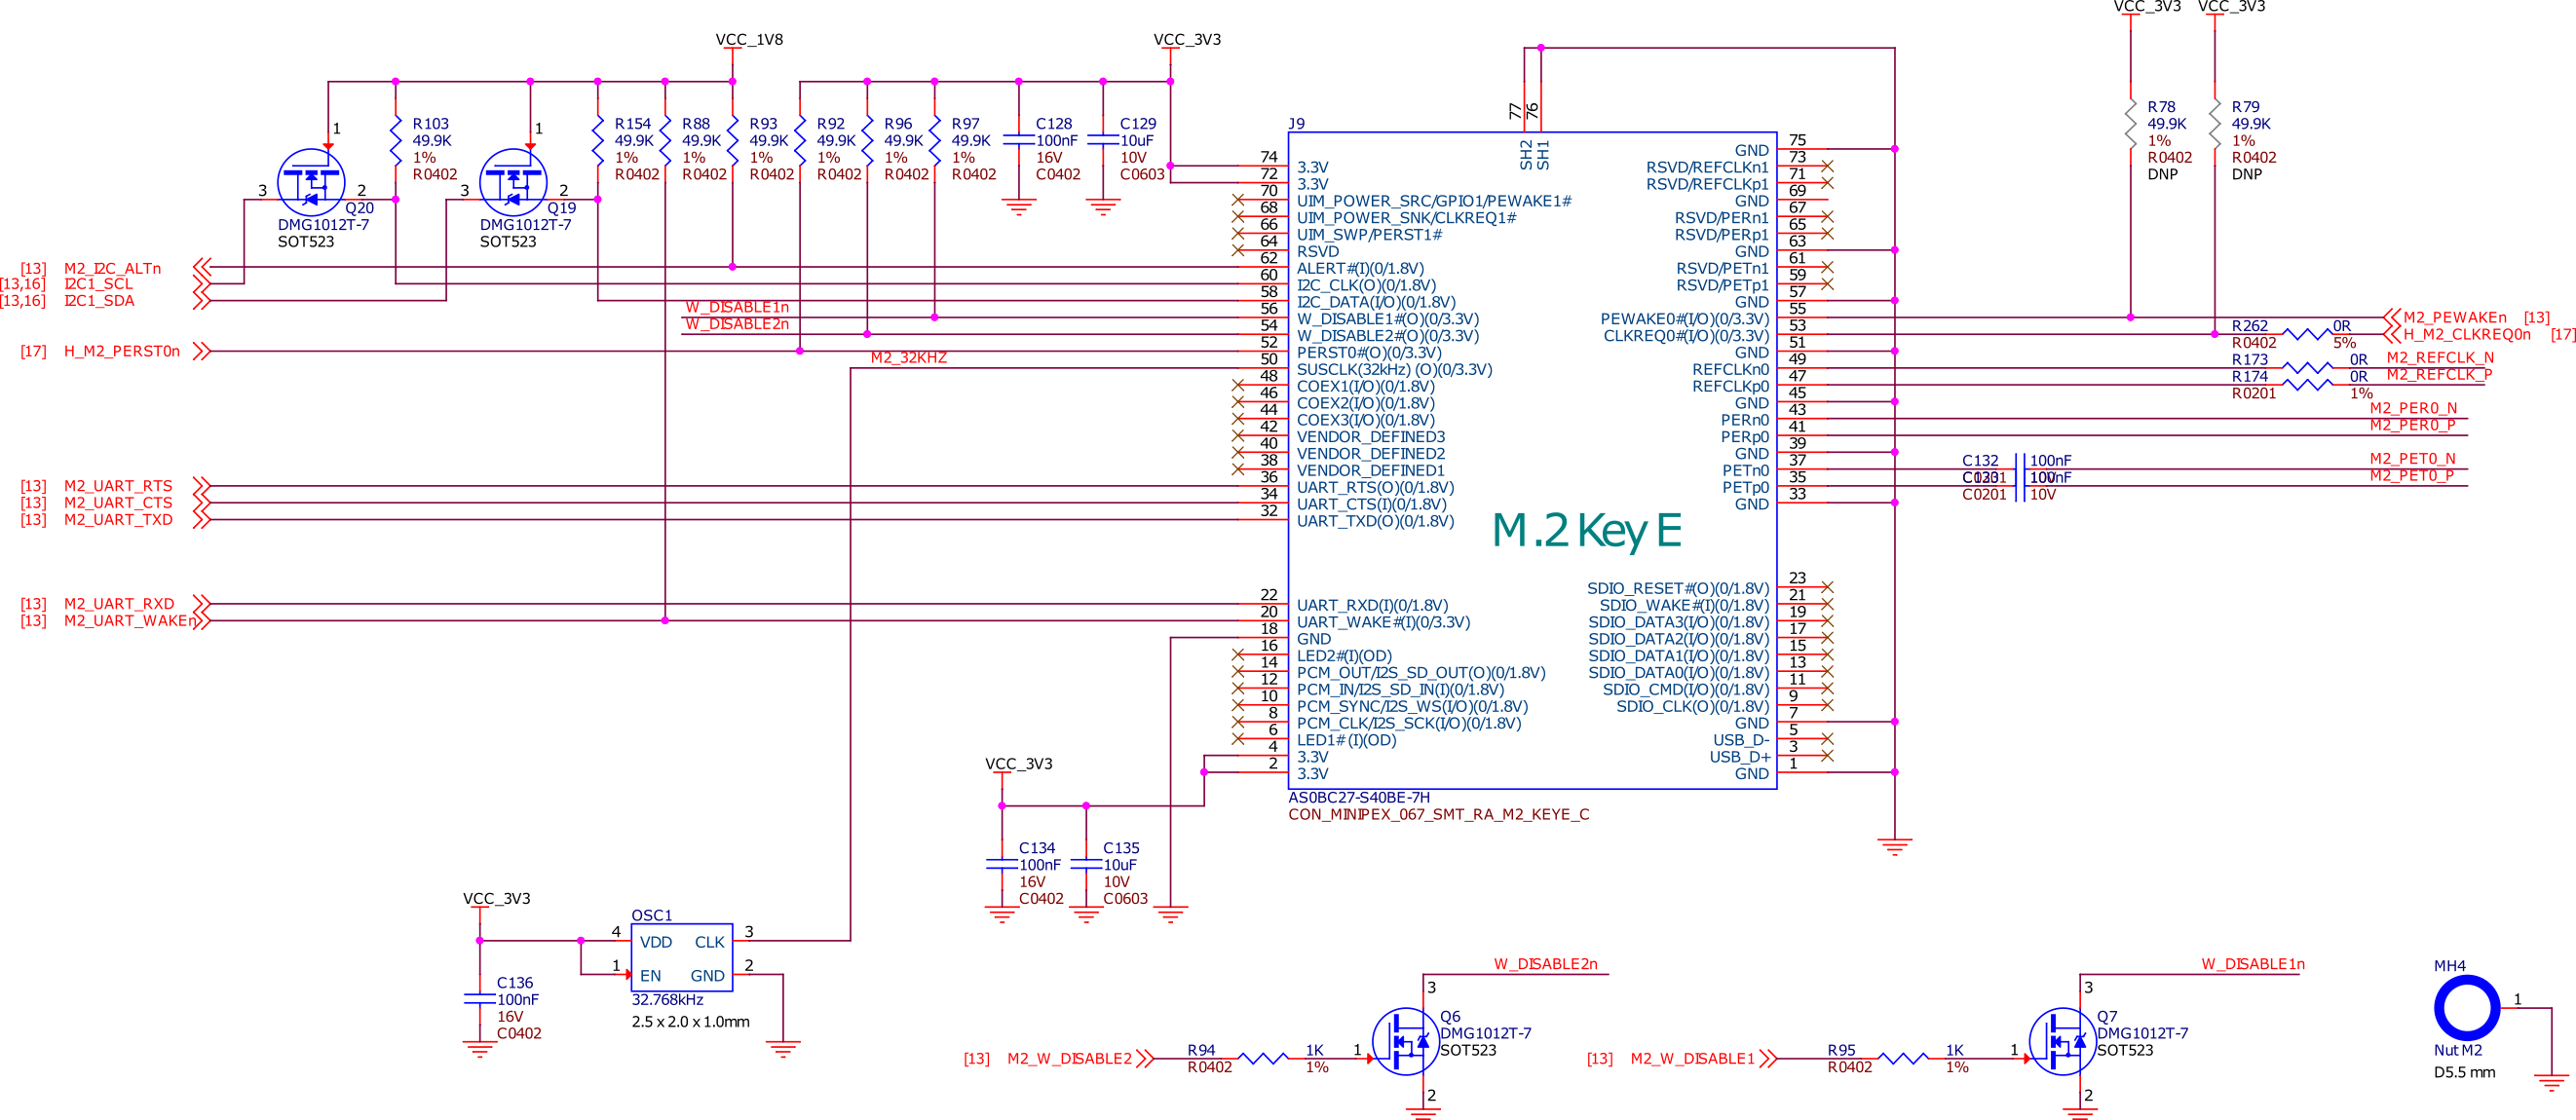 VCC_3V3 VCC_3V3
VCC_1V8
VCC_3V3
R78
49.9K
1%
R0402
DNP
R79
49.9K
1%
R0402
DNP
1
R103
49.9K
1%
R0402
1
R154
49.9K
1%
R0402
R88
49.9K
1%
R0402
R93
49.9K
1%
R0402
R92
49.9K
1%
R0402
R96
49.9K
1%
R0402
R97
49.9K
1%
R0402
C128
100nF
16V
C0402
C129
10uF
10V
C0603
3 2
Q20
DMG1012T-7
SOT523
3 2
Q19
DMG1012T-7
SOT523
[13] M2_I2C_ALTn
[13,16] I2C1_SCL
[13,16] I2C1_SDA
W_DISABLE1n
W_DISABLE2n
[17] H_M2_PERST0n
M2_32KHZ
[13] M2_UART_RTS
[13] M2_UART_CTS
[13] M2_UART_TXD
[13] M2_UART_RXD
[13] M2_UART_WAKEn
J9
77 SH2
76 SH1
74 3.3V
72 3.3V
70 UIM_POWER_SRC/GPIO1/PEWAKE1#
68 UIM_POWER_SNK/CLKREQ1#
66 UIM_SWP/PERST1#
64 RSVD
62 ALERT#(I)(0/1.8V)
60 I2C_CLK(O)(0/1.8V)
58 I2C_DATA(I/O)(0/1.8V)
56 W_DISABLE1#(O)(0/3.3V)
54 W_DISABLE2#(O)(0/3.3V)
52 PERST0#(O)(0/3.3V)
50 SUSCLK(32kHz) (O)(0/3.3V)
48 COEX1(I/O)(0/1.8V)
46 COEX2(I/O)(0/1.8V)
44 COEX3(I/O)(0/1.8V)
42 VENDOR_DEFINED3
40 VENDOR_DEFINED2
38 VENDOR_DEFINED1
36 UART_RTS(O)(0/1.8V)
34 UART_CTS(I)(0/1.8V)
32 UART_TXD(O)(0/1.8V)
M.2 Key E
22 UART_RXD(I)(0/1.8V)
20 UART_WAKE#(I)(0/3.3V)
18 GND
16 LED2#(I)(OD)
14 PCM_OUT/I2S_SD_OUT(O)(0/1.8V)
12 PCM_IN/I2S_SD_IN(I)(0/1.8V)
10 PCM_SYNC/I2S_WS(I/O)(0/1.8V)
8 PCM_CLK/I2S_SCK(I/O)(0/1.8V)
6 LED1#(I)(OD)
4 3.3V
2 3.3V
GND 75
RSVD/REFCLKn1 73
RSVD/REFCLKp1 71
GND 69
RSVD/PERn1 67
RSVD/PERp1 65
GND 63
RSVD/PETn1 61
RSVD/PETp1 59
GND 57
PEWAKE0#(I/O)(0/3.3V) 55
CLKREQ0#(I/O)(0/3.3V) 53
GND 51
REFCLKn0 49
REFCLKp0 47
GND 45
PERn0 43
PERp0 41
GND 39
PETn0 37
PETp0 35
GND 33
SDIO_RESET#(O)(0/1.8V) 23
SDIO_WAKE#(I)(0/1.8V) 21
SDIO_DATA3(I/O)(0/1.8V) 19
SDIO_DATA2(I/O)(0/1.8V) 17
SDIO_DATA1(I/O)(0/1.8V) 15
SDIO_DATA0(I/O)(0/1.8V) 13
SDIO_CMD(I/O)(0/1.8V) 11
SDIO_CLK(O)(0/1.8V) 9
GND 7
USB_D- 5
USB_D+ 3
GND 1
AS0BC27-S40BE-7H
CON_MINIPEX_067_SMT_RA_M2_KEYE_C
M2_PEWAKEn [13]
R262 0R H_M2_CLKREQ0n [17]
R0402 5%
R173 0R M2_REFCLK_N
R174 0R M2_REFCLK_P
R0201 1%
M2_PER0_N
M2_PER0_P
C132 100nF M2_PET0_N
100nF M2_PET0_P
C0201 10V
VCC_3V3
C134
100nF
16V
C0402
C135
10uF
10V
C0603
VCC_3V3
OSC1
4 VDD CLK 3
1 EN GND 2
32.768kHz
2.5 x 2.0 x 1.0mm
C136
100nF
16V
C0402
W_DISABLE2n
3
Q6
DMG1012T-7
SOT523
[13] M2_W_DISABLE2 R94 1K 1
R0402 1%
2
W_DISABLE1n
3
Q7
DMG1012T-7
SOT523
[13] M2_W_DISABLE1 R95 1K 1
R0402 1%
2
MH4
1
Nut M2
D5.5 mm